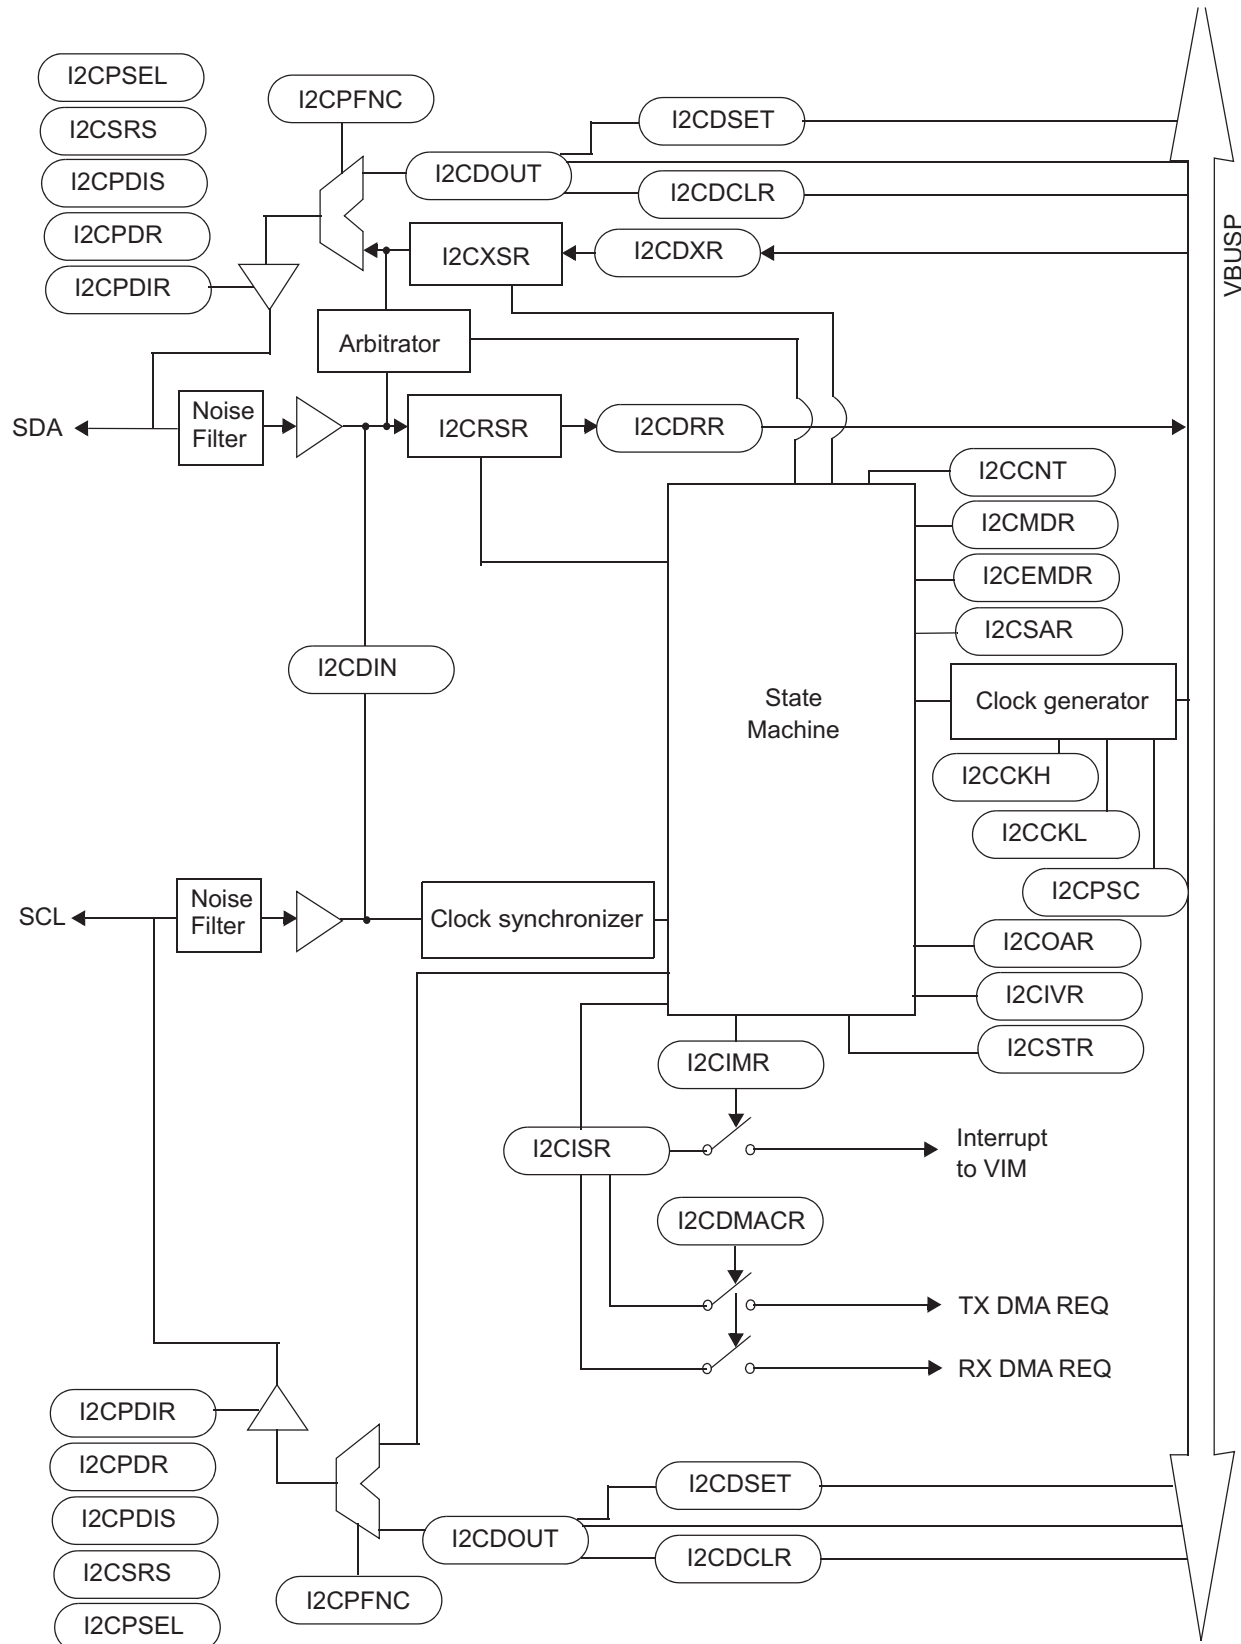 I2CPSEL
I2CSRS
I2CPDIS
I2CPDR
I2CPDIR
I2CPFNC
I2CDSET
I2CDOUT
I2CDCLR
I2CXSR
I2CDXR
VBUSP
Arbitrator
SDA
Noise
Filter
I2CRSR
I2CDRR
I2CCNT
I2CMDR
I2CEMDR
I2CSAR
I2CDIN
State
Machine
Clock generator
I2CCKH
I2CCKL
I2CPSC
SCL
Noise
Filter
Clock synchronizer
I2COAR
I2CIVR
I2CSTR
I2CIMR
I2CISR
Interrupt
to VIM
I2CDMACR
TX DMA REQ
RX DMA REQ
I2CPDIR
I2CPDR
I2CPDIS
I2CSRS
I2CPSEL
I2CDSET
I2CDOUT
I2CDCLR
I2CPFNC